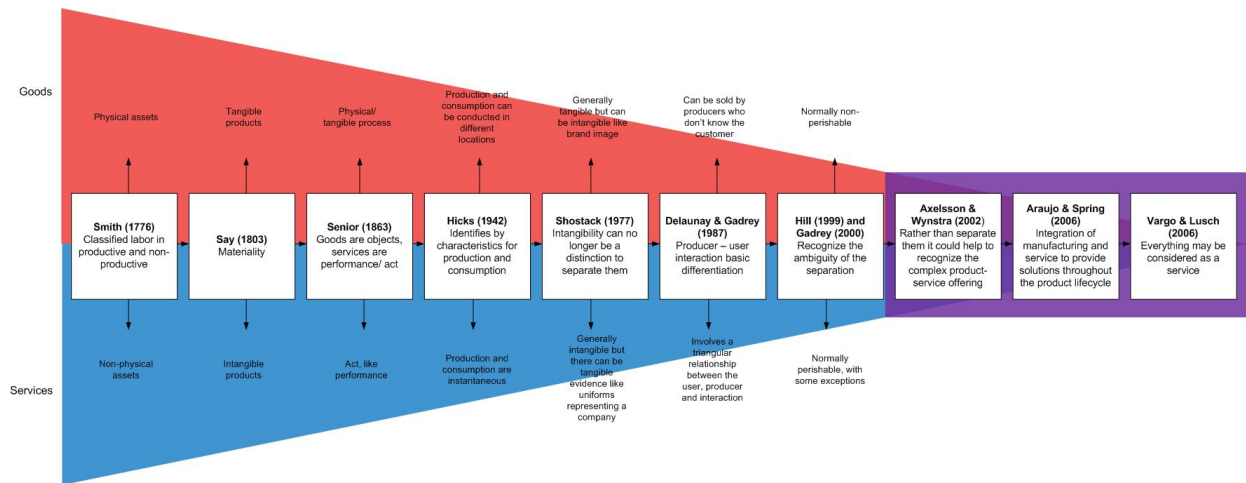 Goods
Physical assets
Tangible
products
Physical/
tangible process
Production and
consumption can
be conducted in
different
locations
Generally
tangible but can
be intangible like
brand image
Can be sold by
producers who
don't know the
customer
Normally non-
perishable
Smith (1776)
Classified labor in
productive and non-
productive
Say (1803)
Materiality
Senior (1863)
Goods are objects,
services are
performance/ act
Hicks (1942)
Identifies by
characteristics for
production and
consumption
Shostack (1977)
Intangibility can no
longer be a
distinction to
separate them
Delaunay & Gadrey
(1987)
Producer – user
interaction basic
differentiation
Hill (1999) and
Gadrey (2000)
Recognize the
ambiguity of the
separation
Axelsson &
Wynstra (2002)
Rather than separate
them it could help to
recognize the
complex product-
service offering
Araujo & Spring
(2006)
Integration of
manufacturing and
service to provide
solutions throughout
the product lifecycle
Vargo & Lusch
(2006)
Everything may be
considered as a
service
Services
Non-physical
assets
Intangible
products
Act, like
performance
Production and
consumption are
instantaneous
Generally
intangible but
there can be
tangible
evidence like
uniforms
representing a
company
Involves a
triangular
relationship
between the
user, producer
and interaction
Normally
perishable, with
some exceptions